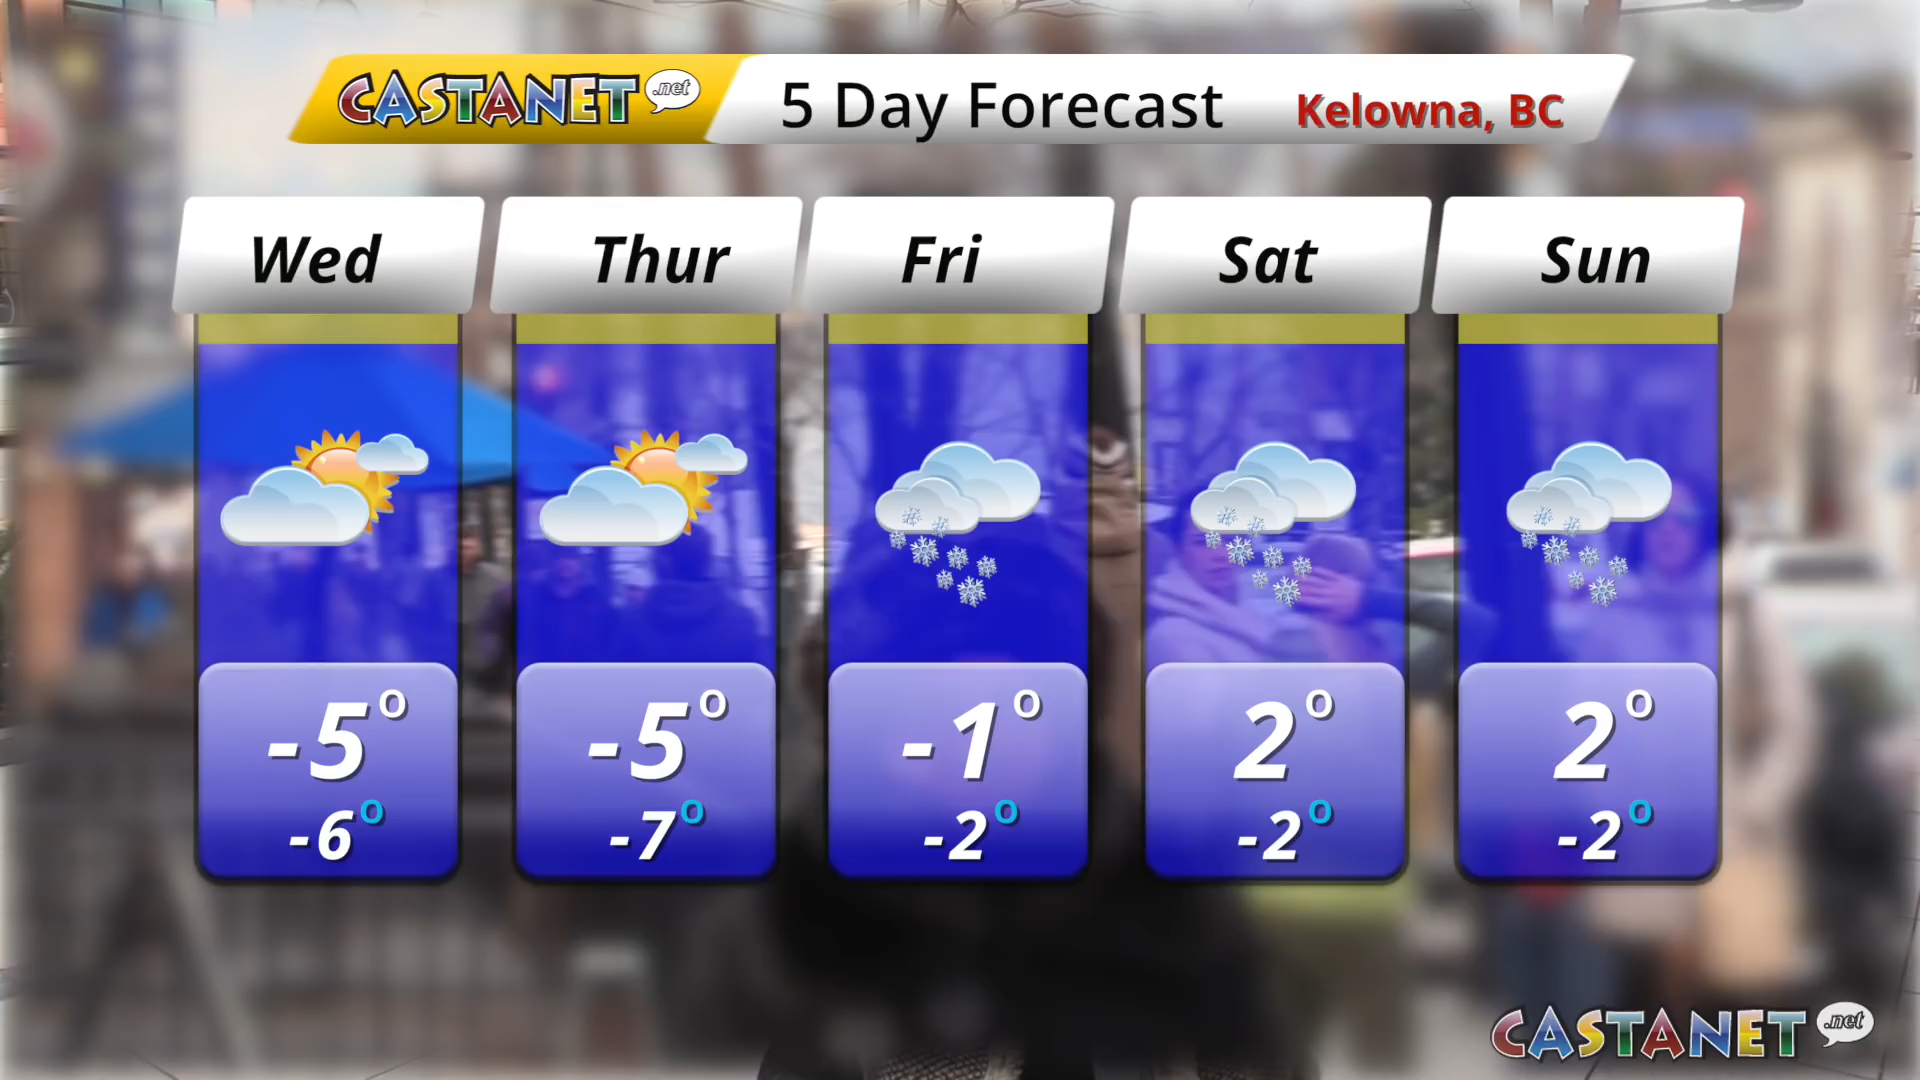 CASTANET .net 5 Day Forecast Kelowna, BC
Wed Thur Fri Sat Sun
-5° -5° -1° 2° 2°
-6° -7° -2° -2° -2°
CASTANET .net